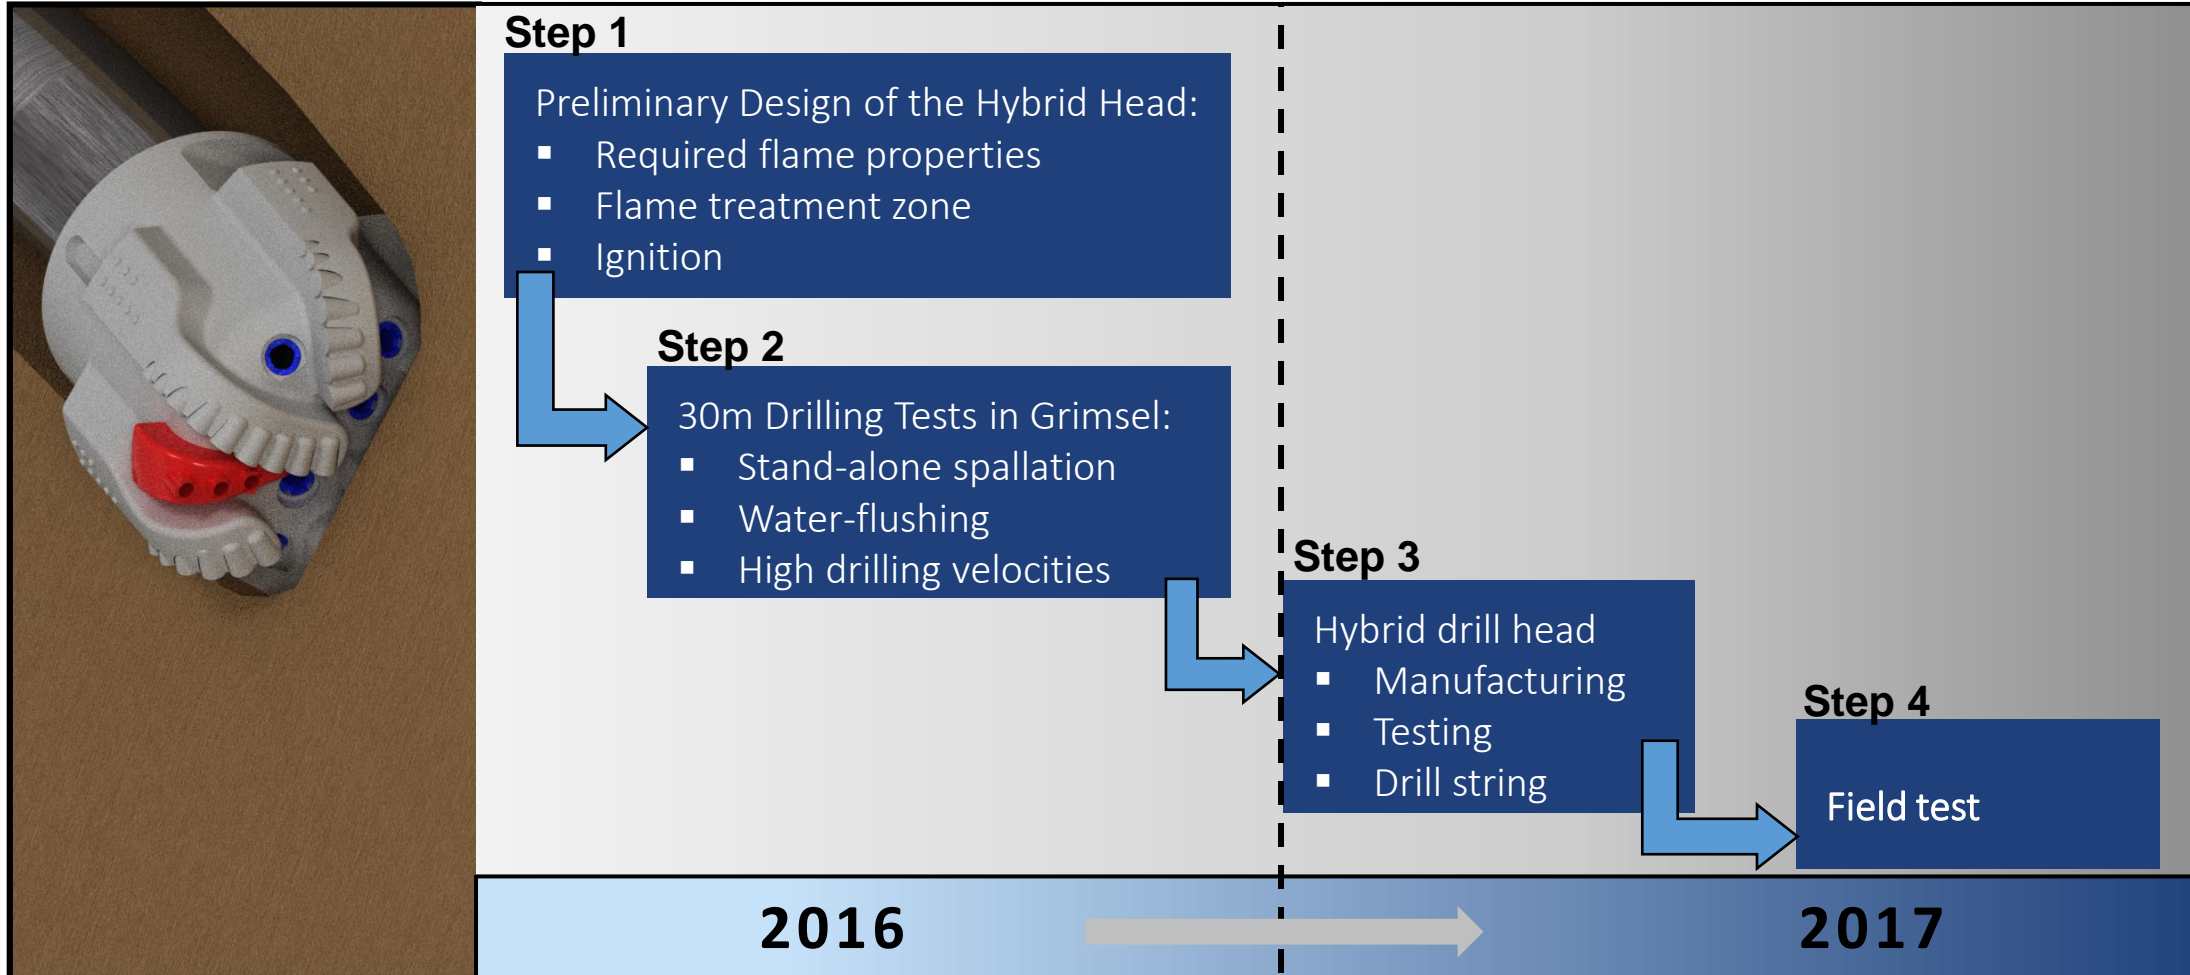 Step 1
Preliminary Design of the Hybrid Head:
▪ Required flame properties
▪ Flame treatment zone
▪ Ignition
Step 2
30m Drilling Tests in Grimsel:
▪ Stand-alone spallation
▪ Water-flushing
▪ High drilling velocities
Step 3
Hybrid drill head
▪ Manufacturing
▪ Testing
▪ Drill string
Step 4
Field test
2016
2017